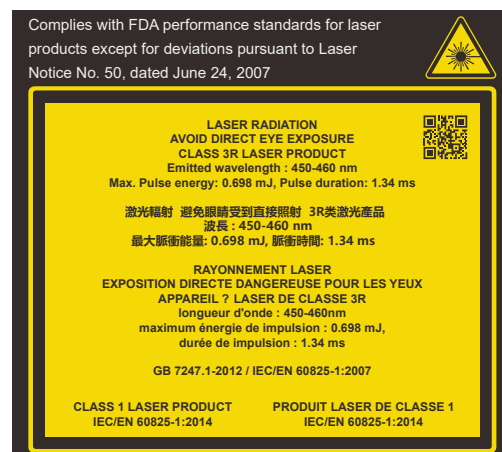 Complies with FDA performance standards for laser
products except for deviations pursuant to Laser
Notice No. 50, dated June 24, 2007
LASER RADIATION
AVOID DIRECT EYE EXPOSURE
CLASS 3R LASER PRODUCT
Emitted wavelength : 450-460 nm
Max. Pulse energy: 0.698 mJ, Pulse duration: 1.34 ms
激光輻射 避免眼睛受到直接照射 3R类激光產品
波長 : 450-460 nm
最大脈衝能量: 0.698 mJ, 脈衝時間: 1.34 ms
RAYONNEMENT LASER
EXPOSITION DIRECTE DANGEREUSE POUR LES YEUX
APPAREIL ? LASER DE CLASSE 3R
longueur d'onde : 450-460nm
maximum énergie de impulsion : 0.698 mJ,
durée de impulsion : 1.34 ms
GB 7247.1-2012 / IEC/EN 60825-1:2007
CLASS 1 LASER PRODUCT PRODUIT LASER DE CLASSE 1
IEC/EN 60825-1:2014 IEC/EN 60825-1:2014